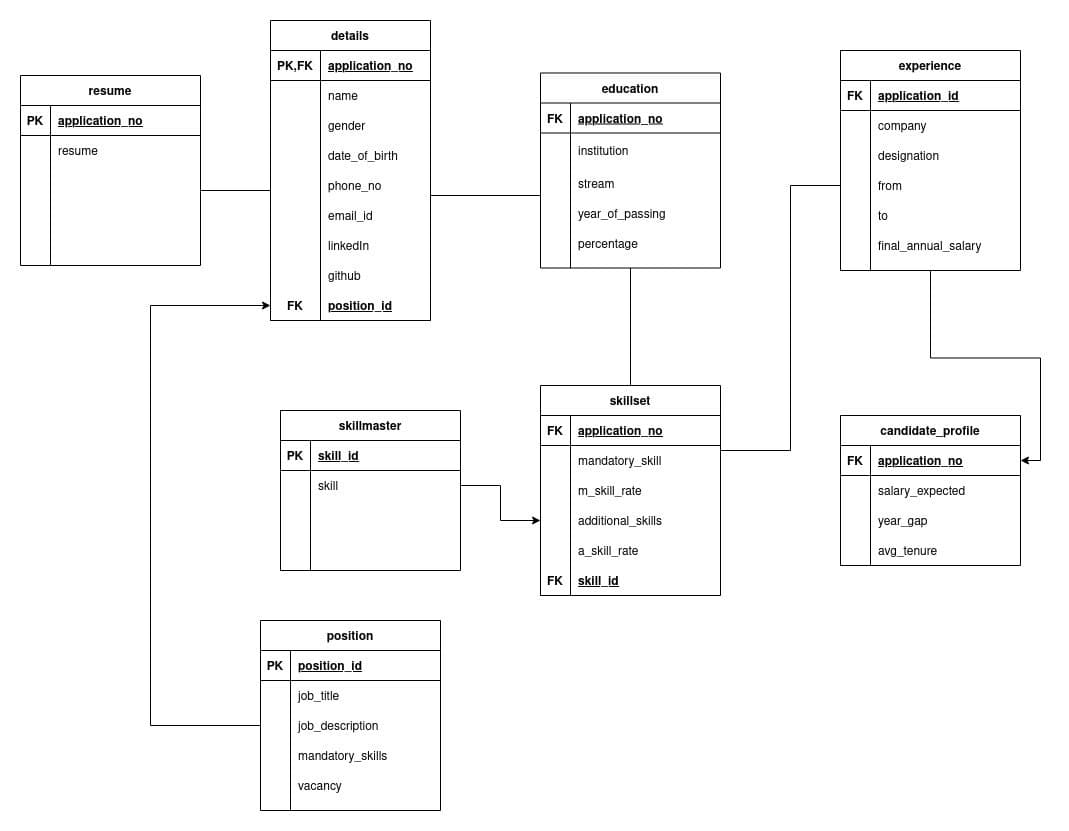 resume
PK application_no
resume
details
PK,FK application_no
name
gender
date_of_birth
phone_no
email_id
linkedIn
github
FK position_id
education
FK application_no
institution
stream
year_of_passing
percentage
experience
FK application_id
company
designation
from
to
final_annual_salary
skillmaster
PK skill_id
skill
skillset
FK application_no
mandatory_skill
m_skill_rate
additional_skills
a_skill_rate
FK skill_id
candidate_profile
FK application_no
salary_expected
year_gap
avg_tenure
position
PK position_id
job_title
job_description
mandatory_skills
vacancy